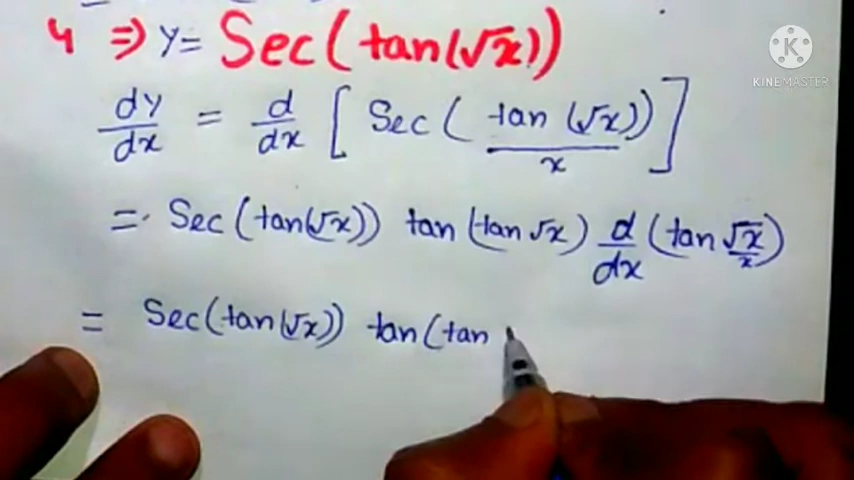 4 ⇒ y = Sec(tan(√x))
K
KINEMASTER
dy/dx = d/dx [ Sec ( tan (√x)) ]
x
= Sec(tan(√x)) tan(tan √x) d/dx (tan √x)
x
= Sec(tan(√x)) tan(tan